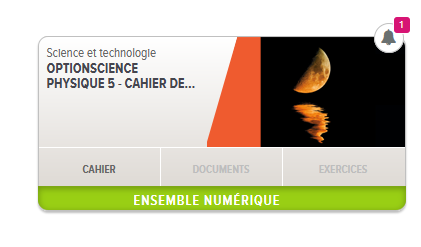 1
Science et technologie
OPTIONSCIENCE
PHYSIQUE 5 - CAHIER DE...
CAHIER DOCUMENTS EXERCICES
ENSEMBLE NUMÉRIQUE